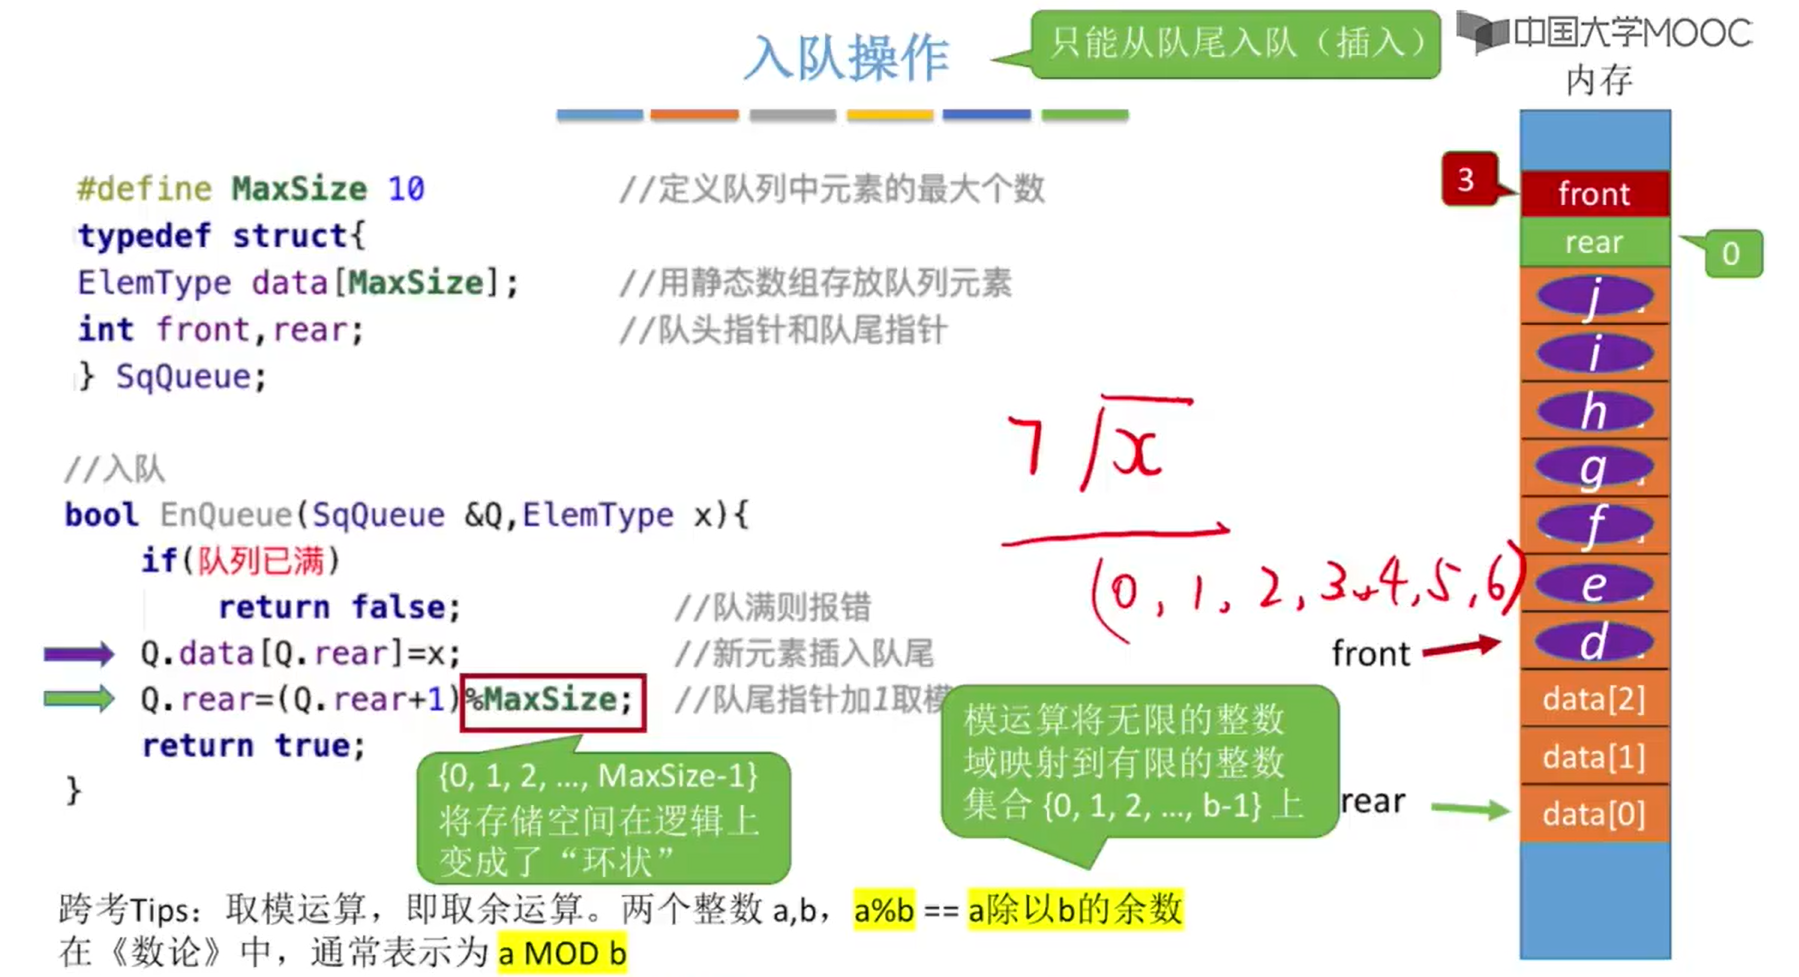 入队操作
只能从队尾入队（插入）
中国大学MOOC
内存
#define MaxSize 10 //定义队列中元素的最大个数
typedef struct{
ElemType data[MaxSize]; //用静态数组存放队列元素
int front,rear; //队头指针和队尾指针
} SqQueue;
//入队
bool EnQueue(SqQueue &Q,ElemType x){
if(队列已满)
return false; //队满则报错
Q.data[Q.rear]=x; //新元素插入队尾
Q.rear=(Q.rear+1)%MaxSize; //队尾指针加1取模
return true;
}
{0, 1, 2, …, MaxSize-1}
将存储空间在逻辑上
变成了“环状”
模运算将无限的整数
域映射到有限的整数
集合 {0, 1, 2, …, b-1} 上
7 x
(0, 1, 2, 3, 4, 5, 6)
3
front
rear
0
j
i
h
g
f
e
front
d
data[2]
data[1]
rear
data[0]
跨考Tips：取模运算，即取余运算。两个整数 a,b，a%b == a除以b的余数
在《数论》中，通常表示为 a MOD b